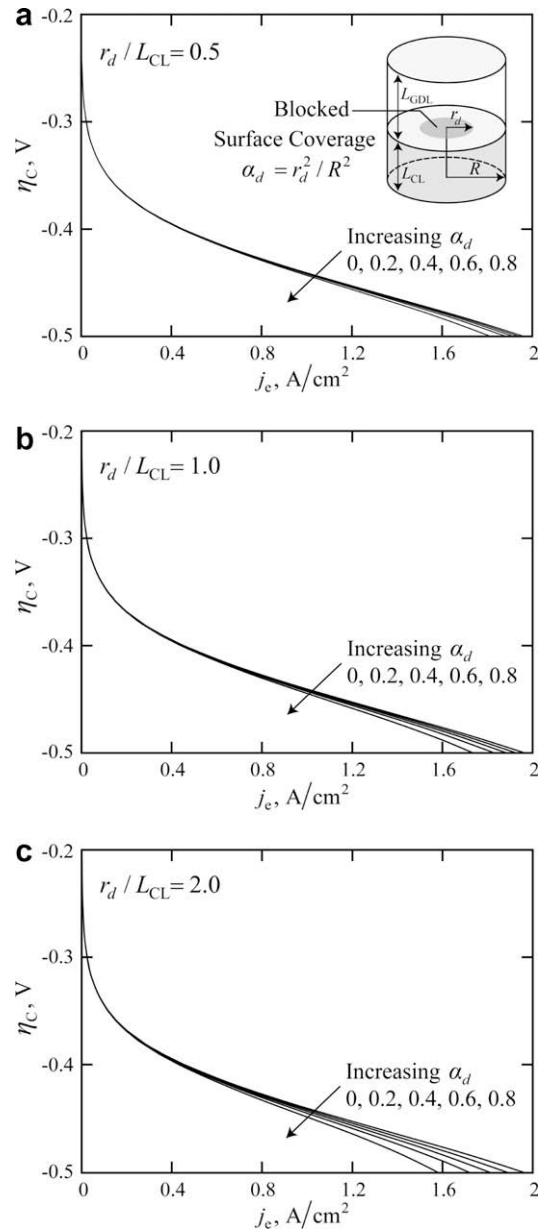 a
r_d / L_CL = 0.5
-0.2
-0.3
-0.4
-0.5
η_C, V
Blocked
Surface Coverage
α_d = r_d^2 / R^2
L_GDL
r_d
L_CL
R
Increasing α_d
0, 0.2, 0.4, 0.6, 0.8
0 0.4 0.8 1.2 1.6 2
j_e, A/cm^2
b
r_d / L_CL = 1.0
-0.2
-0.3
-0.4
-0.5
η_C, V
Increasing α_d
0, 0.2, 0.4, 0.6, 0.8
0 0.4 0.8 1.2 1.6 2
j_e, A/cm^2
c
r_d / L_CL = 2.0
-0.2
-0.3
-0.4
-0.5
η_C, V
Increasing α_d
0, 0.2, 0.4, 0.6, 0.8
0 0.4 0.8 1.2 1.6 2
j_e, A/cm^2